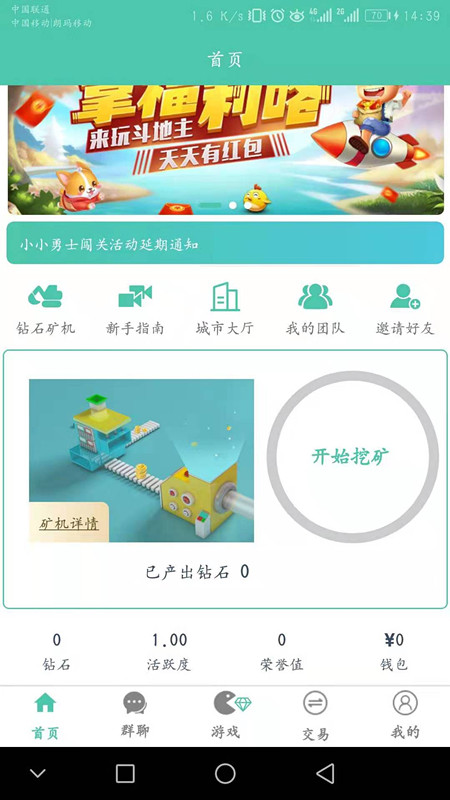 中国联通
中国移动|朗玛移动
1.6 K/s
4G
2G
70
14:39
首页
享福利咯
来玩斗地主
天天有红包
小小勇士闯关活动延期通知
钻石矿机
新手指南
城市大厅
我的团队
邀请好友
开始挖矿
矿机详情
已产出钻石 0
0
1.00
0
¥0
钻石
活跃度
荣誉值
钱包
首页
群聊
游戏
交易
我的